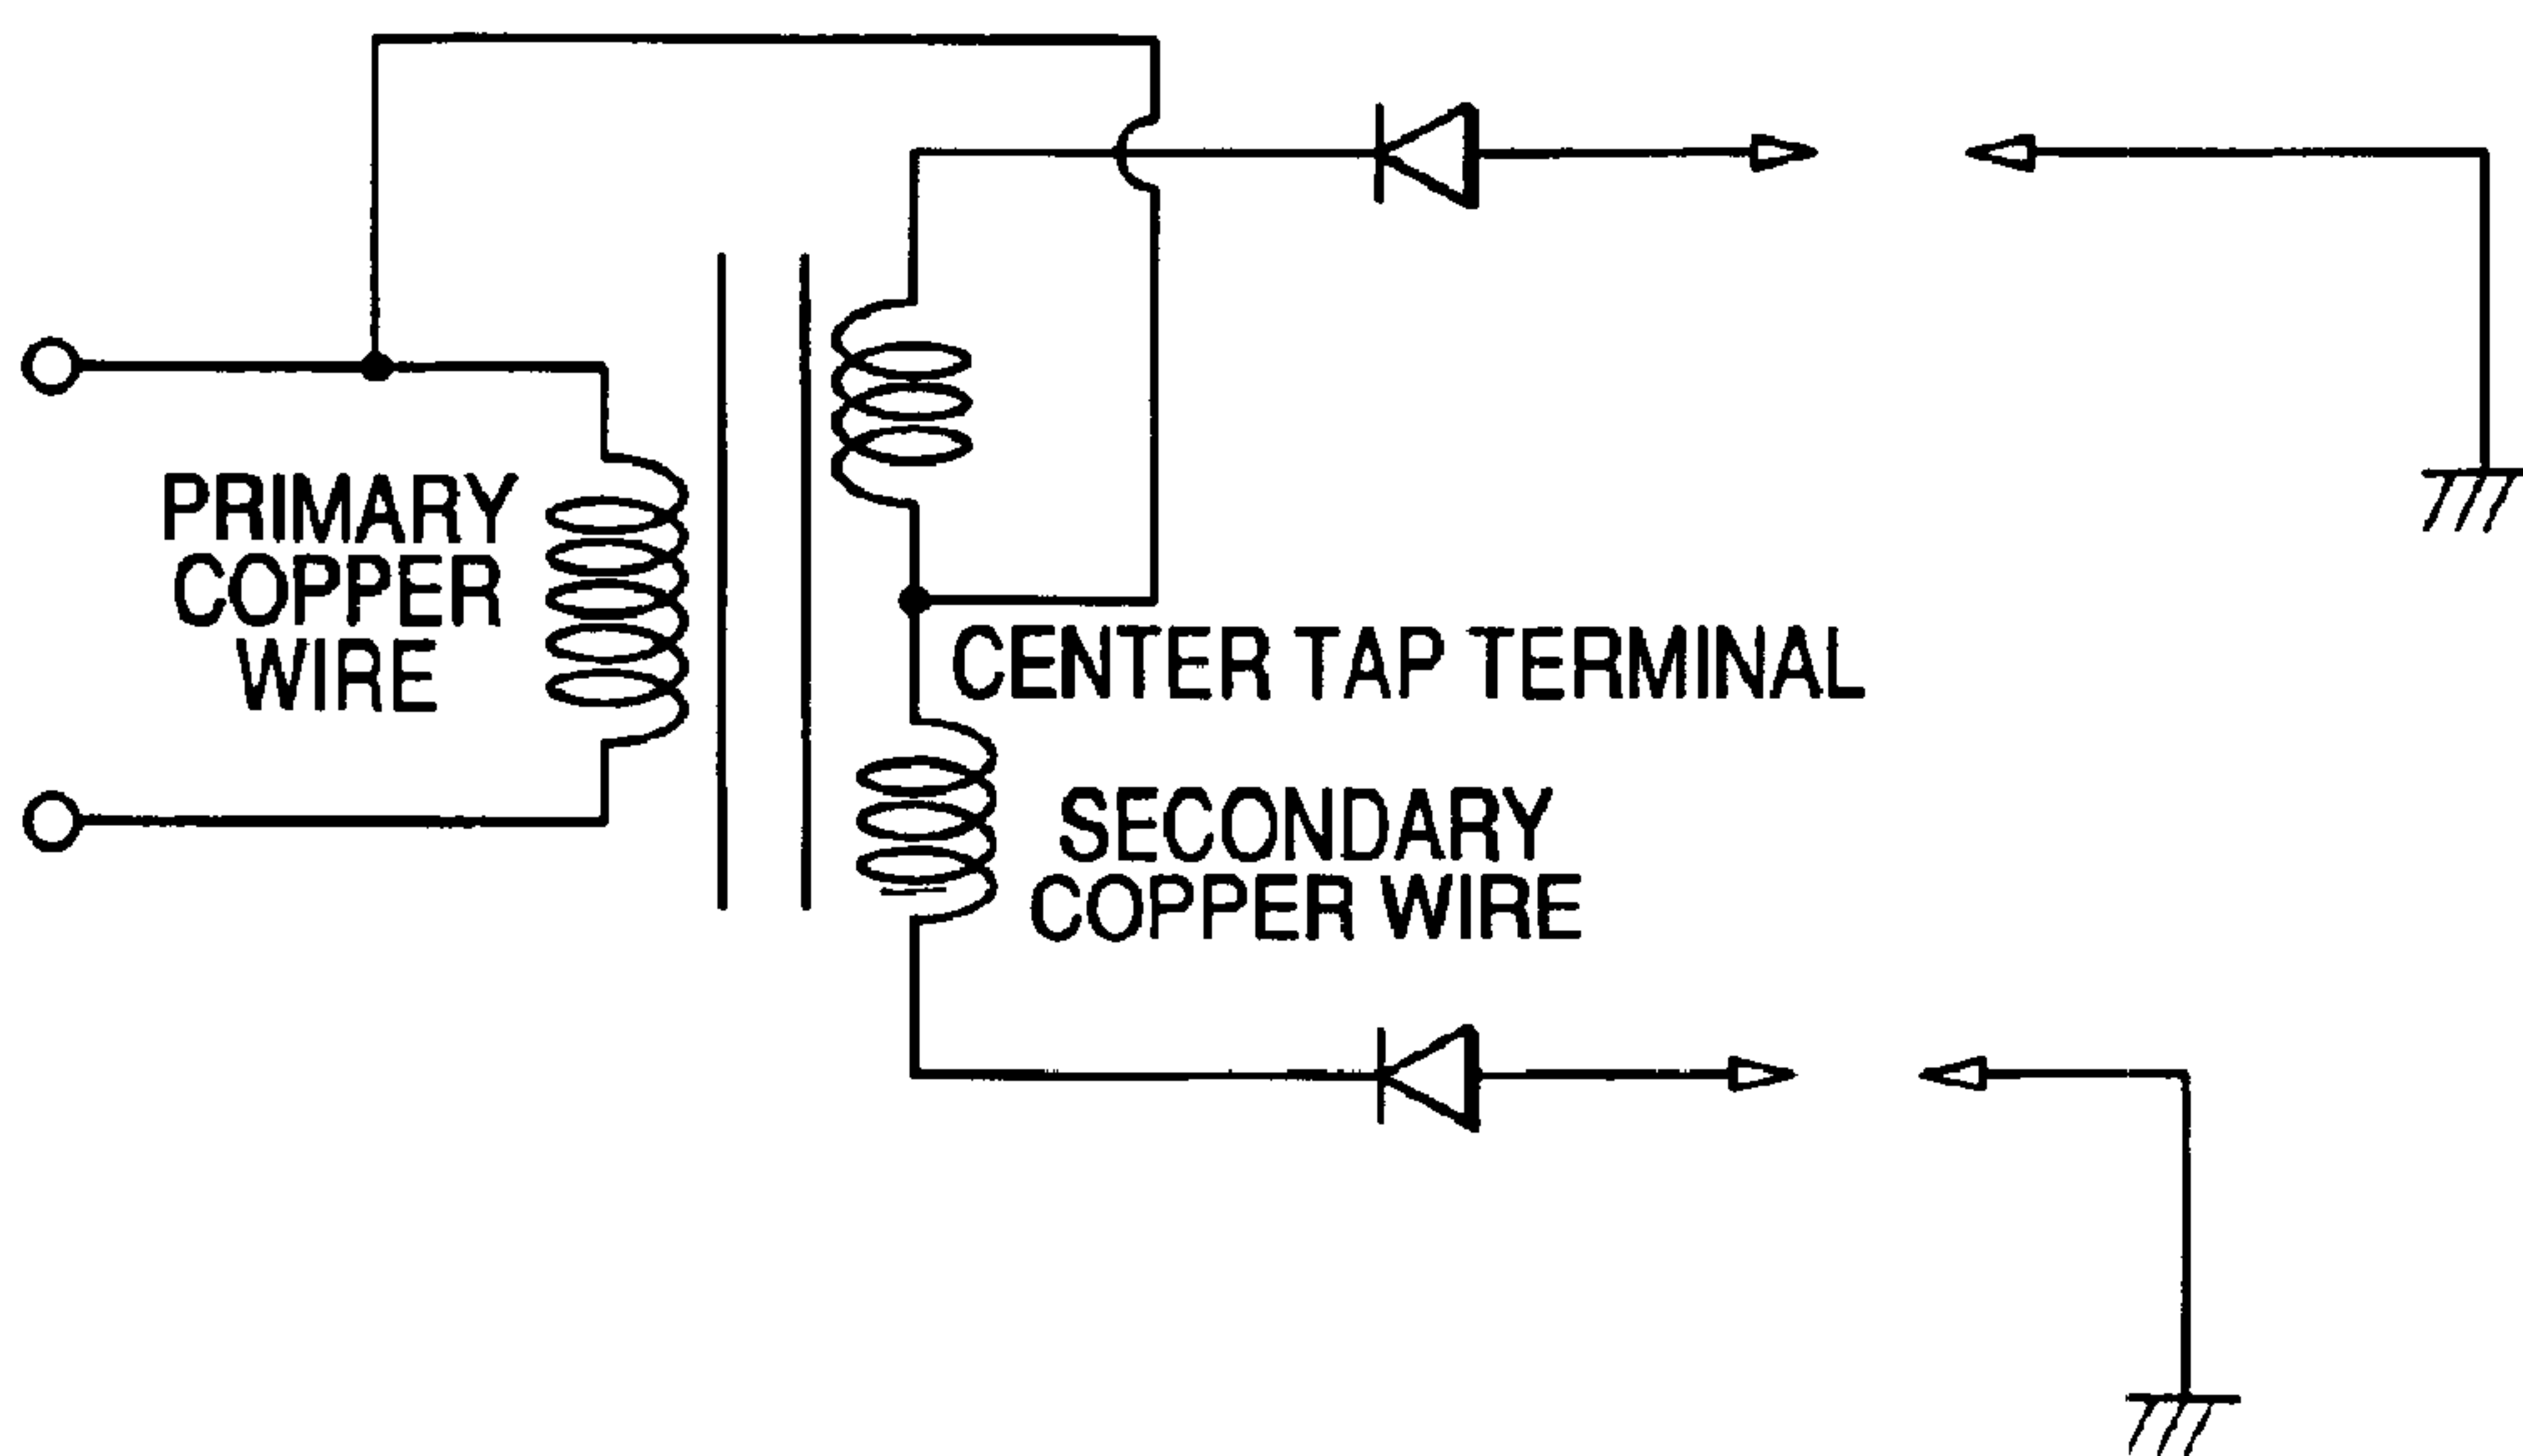 PRIMARY
COPPER
WIRE
CENTER TAP TERMINAL
SECONDARY
COPPER WIRE